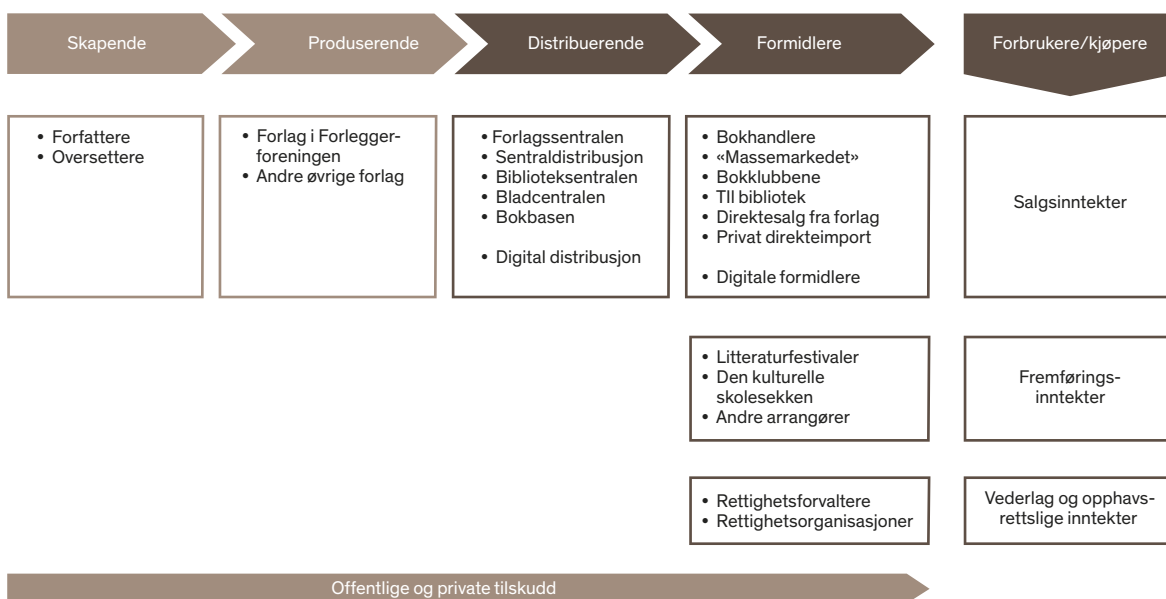 Skapende
Produserende
Distribuerende
Formidlere
Forbrukere/kjøpere
• Forfattere
• Oversettere
• Forlag i Forlegger-
foreningen
• Andre øvrige forlag
• Forlagssentralen
• Sentraldistribusjon
• Biblioteksentralen
• Bladcentralen
• Bokbasen
• Digital distribusjon
• Bokhandlere
• «Massemarkedet»
• Bokklubbene
• TIl bibliotek
• Direktesalg fra forlag
• Privat direkteimport
• Digitale formidlere
Salgsinntekter
• Litteraturfestivaler
• Den kulturelle
skolesekken
• Andre arrangører
Fremførings-
inntekter
• Rettighetsforvaltere
• Rettighetsorganisasjoner
Vederlag og opphavs-
rettslige inntekter
Offentlige og private tilskudd